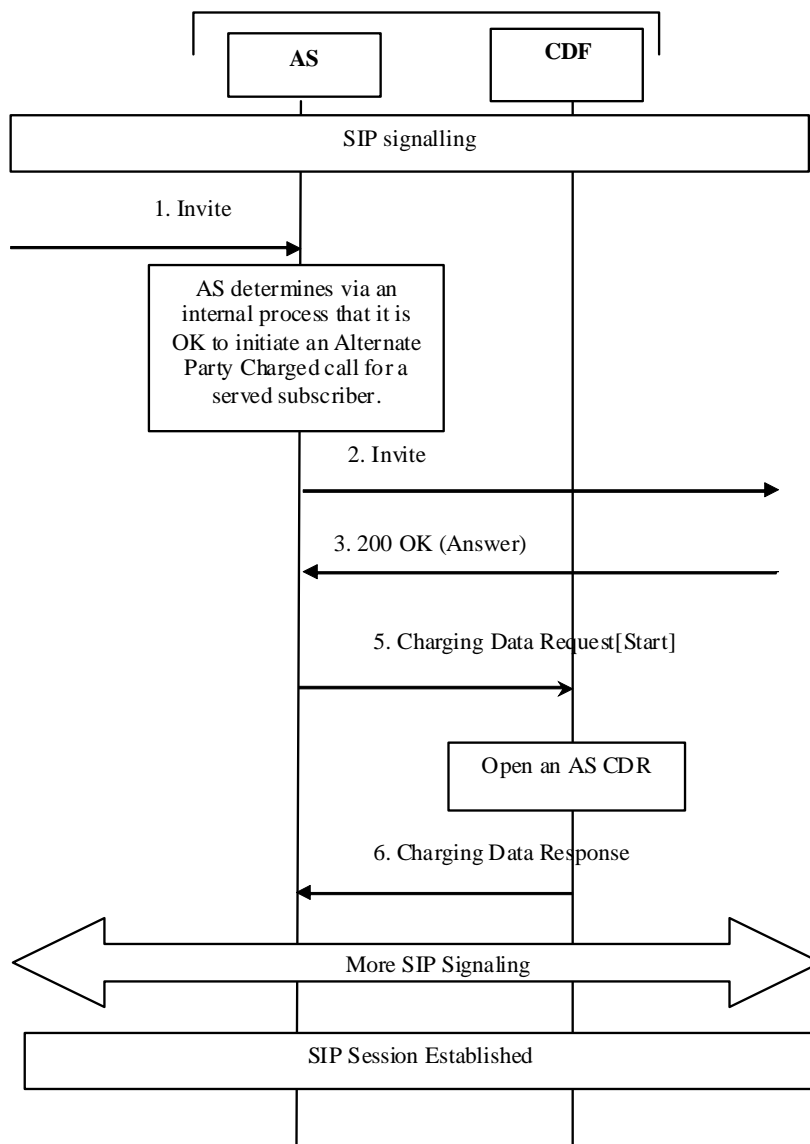 AS
CDF
SIP signalling
1. Invite
AS determines via an
internal process that it is
OK to initiate an Alternate
Party Charged call for a
served subscriber.
2. Invite
3. 200 OK (Answer)
5. Charging Data Request[Start]
Open an AS CDR
6. Charging Data Response
More SIP Signaling
SIP Session Established